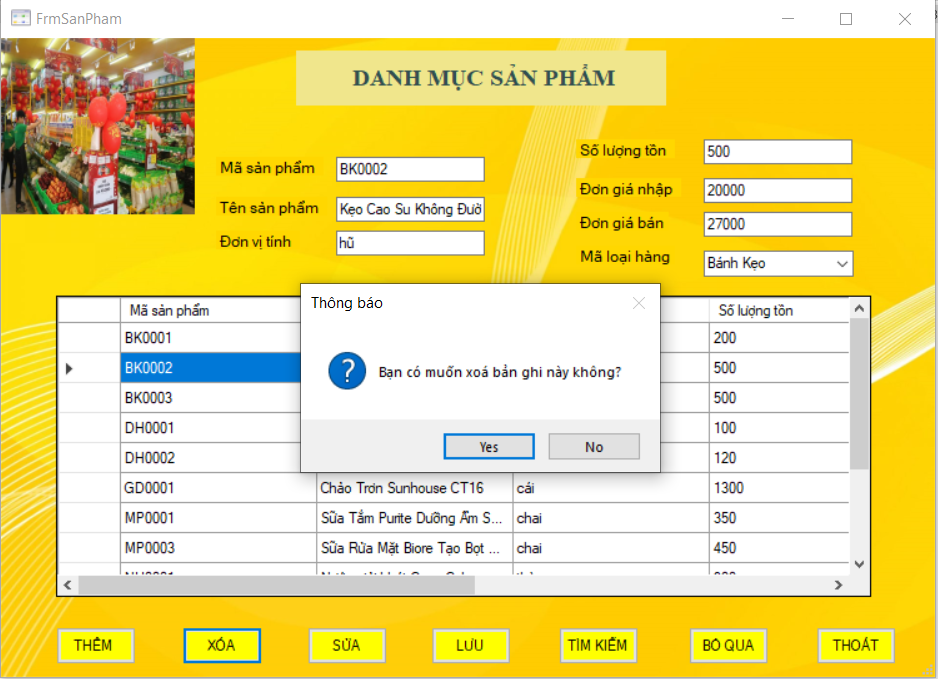 FrmSanPham
DANH MỤC SẢN PHẨM
Mã sản phẩm BK0002
Tên sản phẩm Kẹo Cao Su Không Đườ
Đơn vị tính hũ
Số lượng tồn 500
Đơn giá nhập 20000
Đơn giá bán 27000
Mã loại hàng Bánh Kẹo
Thông báo
Bạn có muốn xoá bản ghi này không?
Yes No
Mã sản phẩm Số lượng tồn
BK0001 200
BK0002 500
BK0003 500
DH0001 100
DH0002 120
GD0001 Chảo Trơn Sunhouse CT16 cái 1300
MP0001 Sữa Tắm Purite Dưỡng Ẩm S... chai 350
MP0003 Sữa Rửa Mặt Biore Tạo Bọt ... chai 450
THÊM XÓA SỬA LƯU TÌM KIẾM BỎ QUA THOÁT